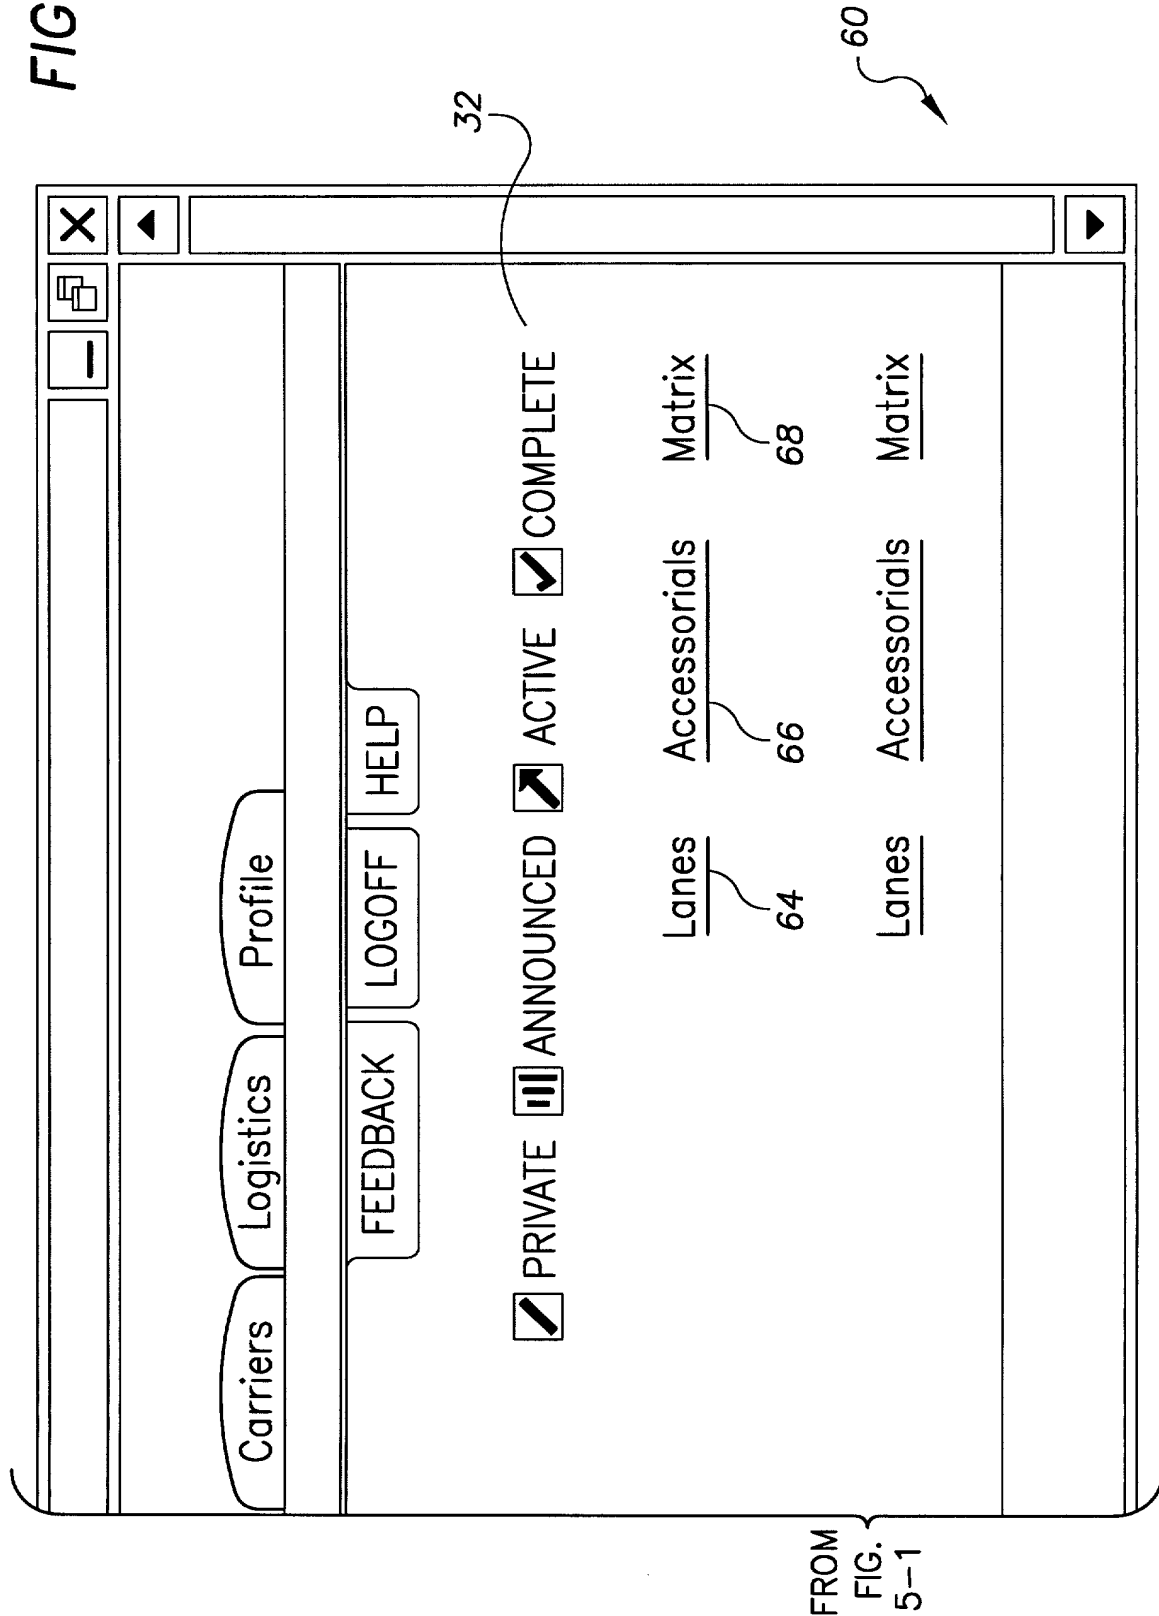 FIG
32
60
Carriers Logistics Profile
FEEDBACK LOGOFF HELP
PRIVATE ANNOUNCED ACTIVE COMPLETE
Lanes Accessorials Matrix
64 66 68
Lanes Accessorials Matrix
FROM
FIG.
5-1